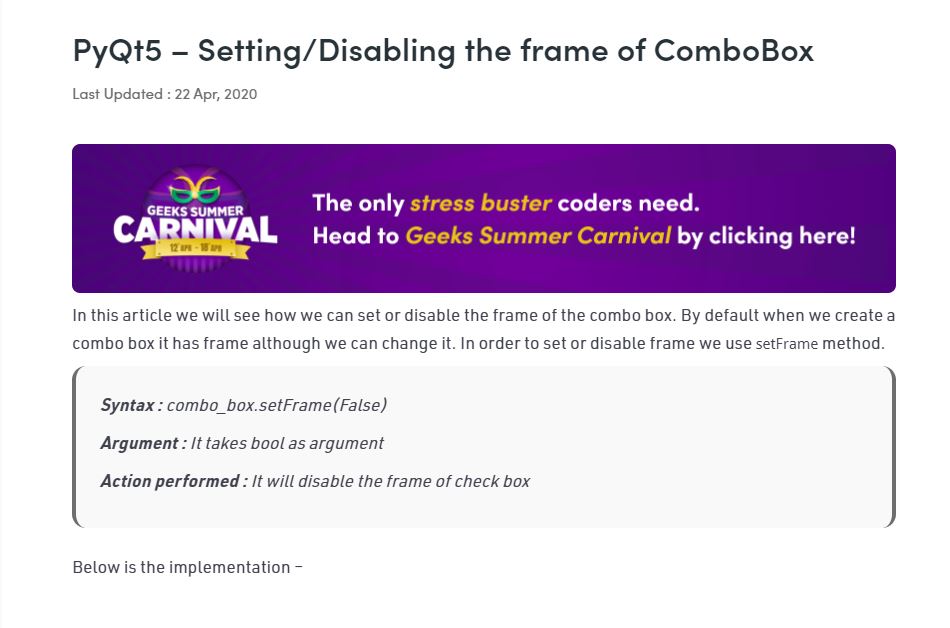 PyQt5 – Setting/Disabling the frame of ComboBox
Last Updated : 22 Apr, 2020
GEEKS SUMMER
CARNIVAL
12 APR - 18 APR
The only stress buster coders need.
Head to Geeks Summer Carnival by clicking here!
In this article we will see how we can set or disable the frame of the combo box. By default when we create a
combo box it has frame although we can change it. In order to set or disable frame we use setFrame method.
Syntax : combo_box.setFrame(False)
Argument : It takes bool as argument
Action performed : It will disable the frame of check box
Below is the implementation –